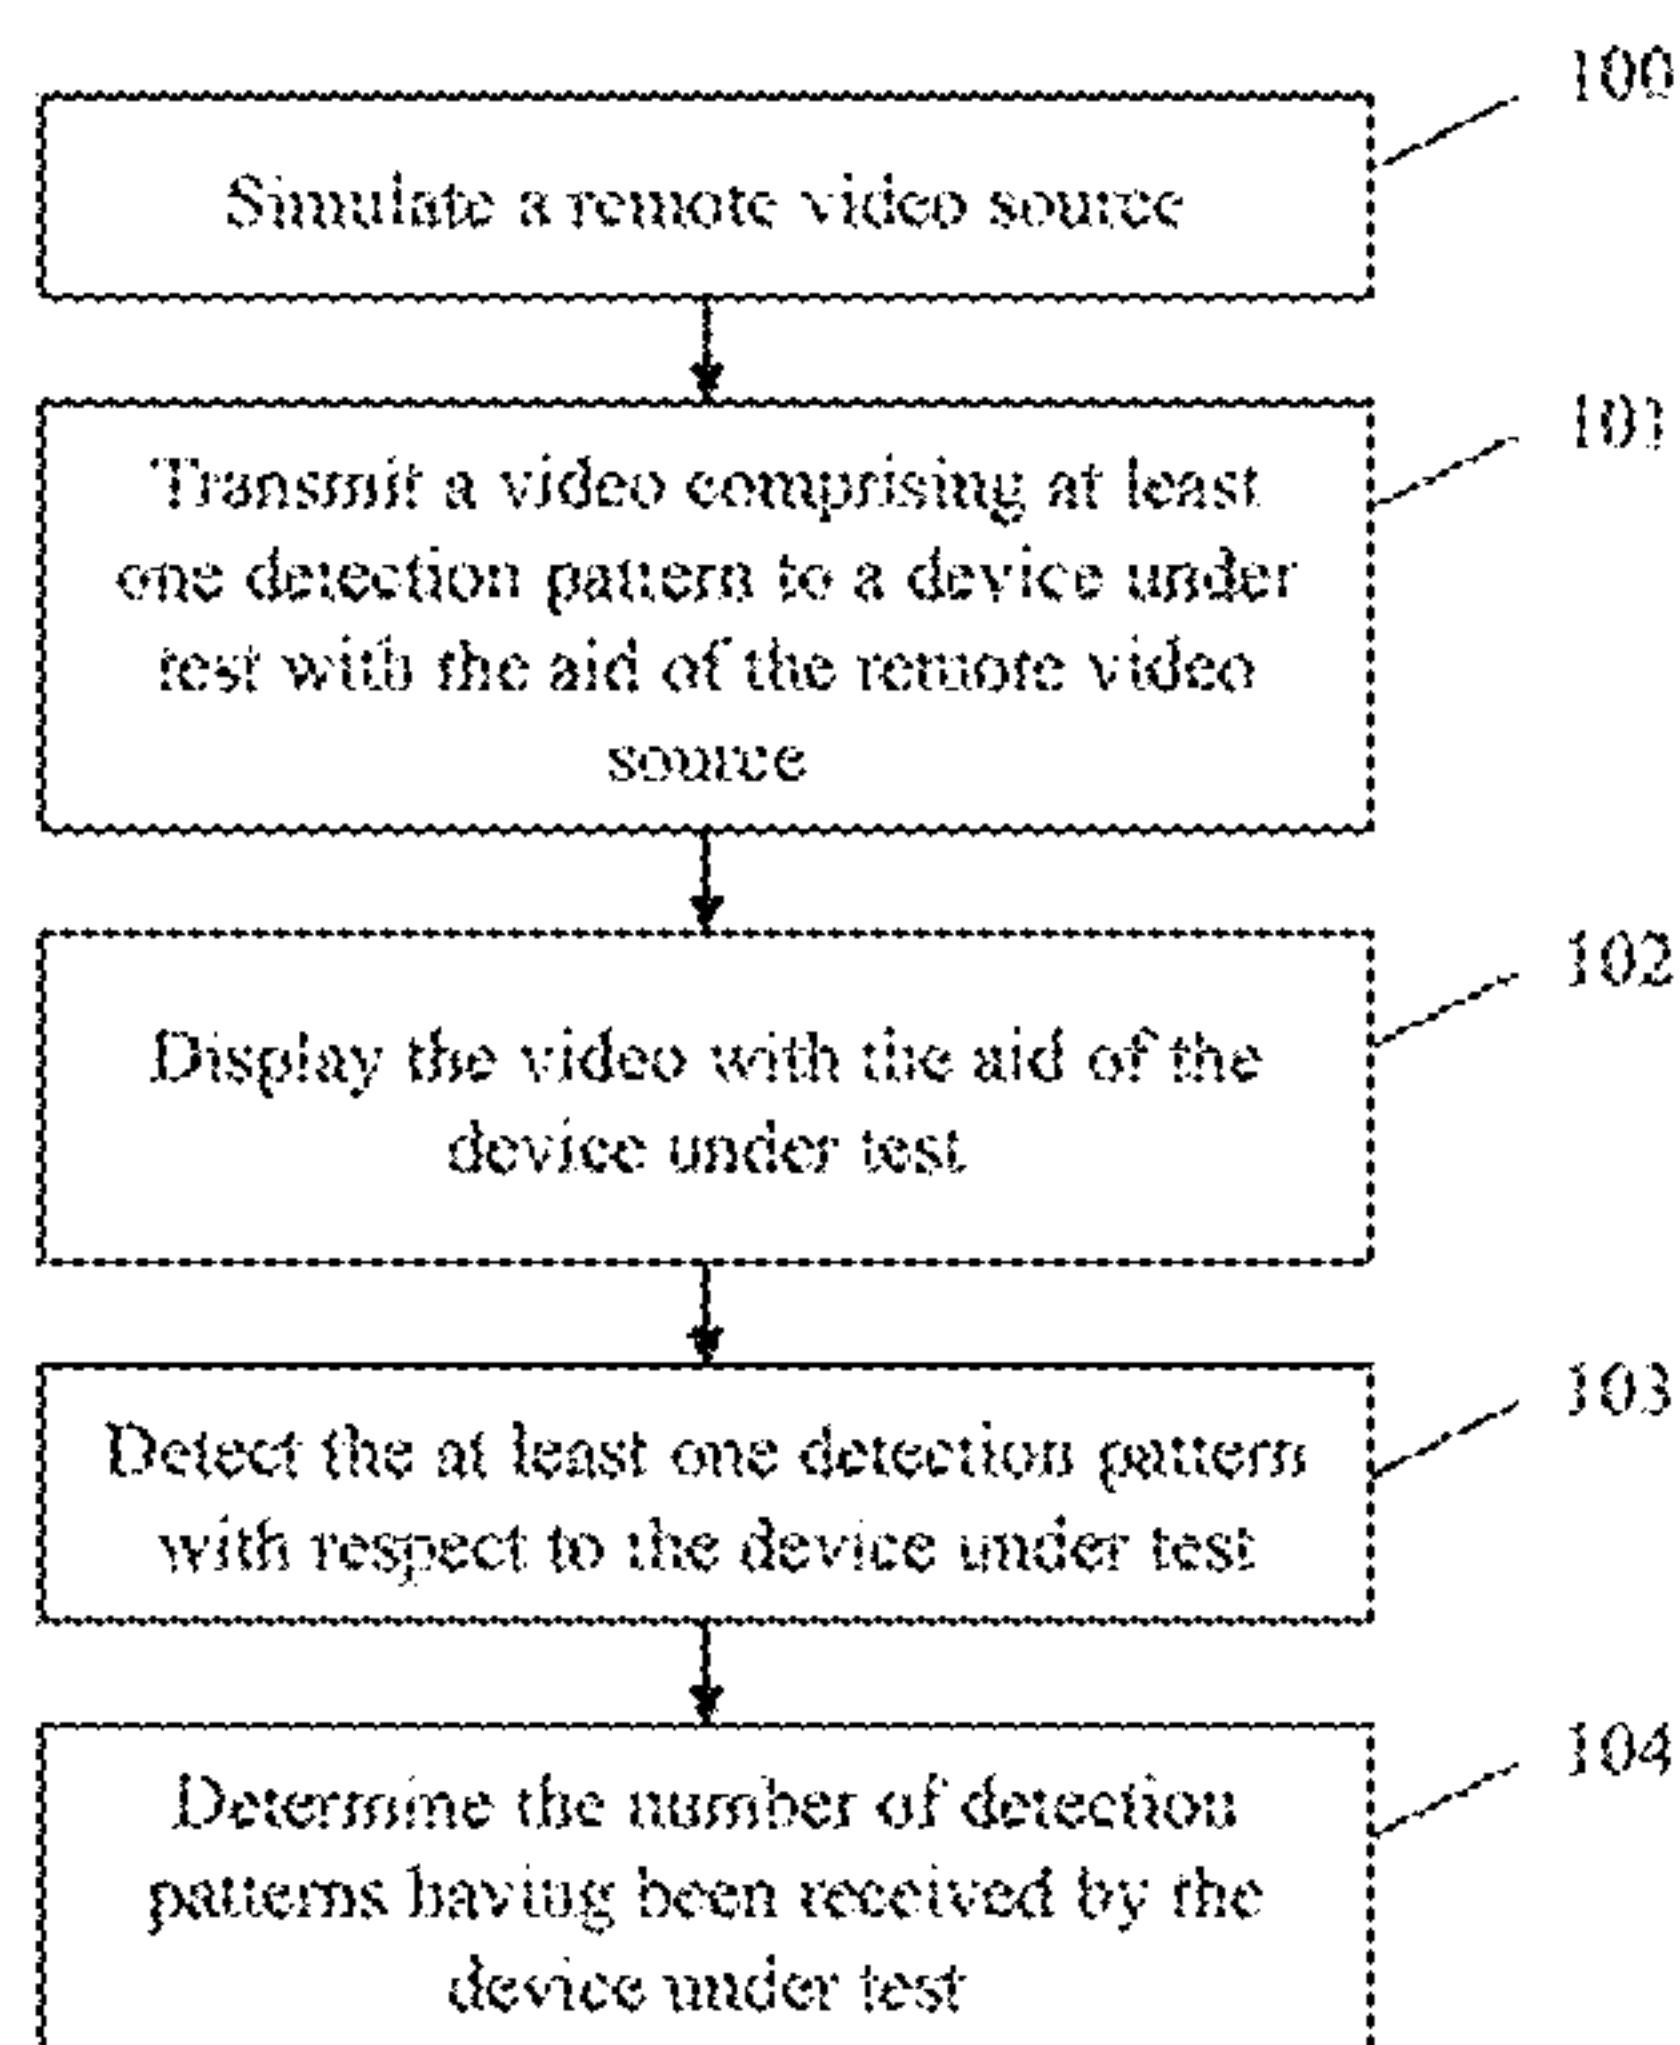 100
Simulate a remote video source
101
Transmit a video comprising at least
one detection pattern to a device under
test with the aid of the remote video
source
102
Display the video with the aid of the
device under test
103
Detect the at least one detection pattern
with respect to the device under test
104
Determine the number of detection
patterns having been received by the
device under test